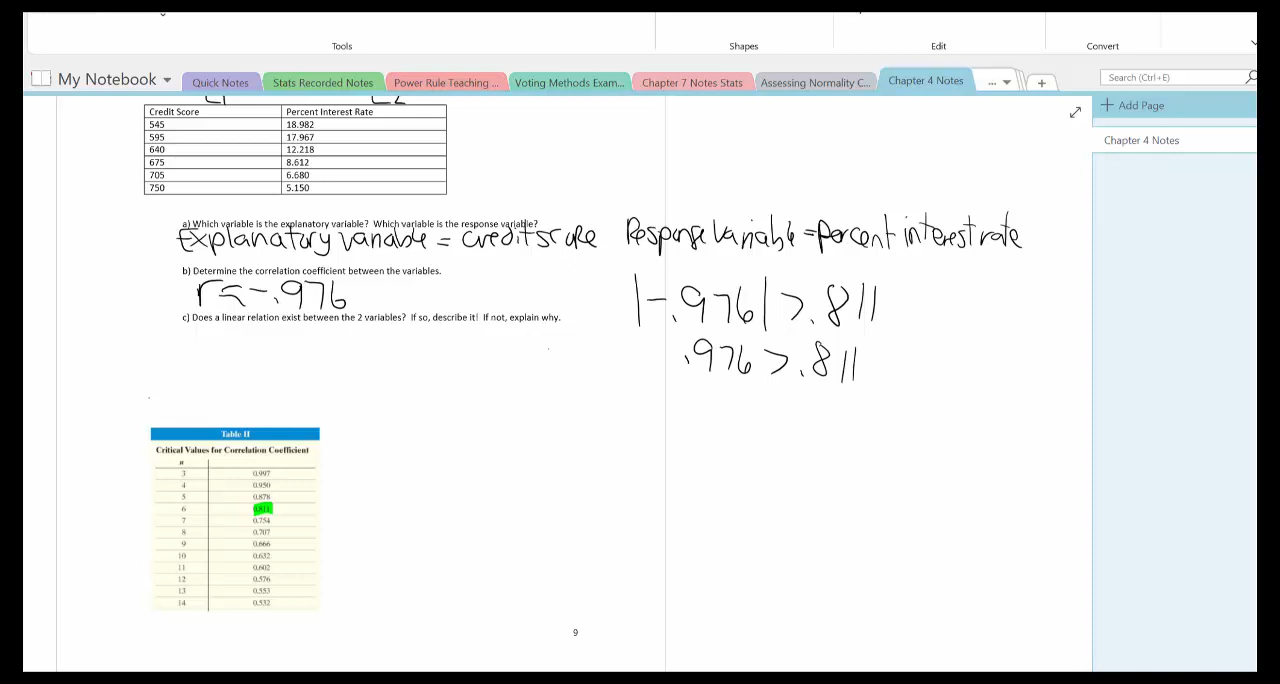 Tools
Shapes
Edit
Convert
My Notebook
Quick Notes
Stats Recorded Notes
Power Rule Teaching ...
Voting Methods Exam...
Chapter 7 Notes Stats
Assessing Normality C...
Chapter 4 Notes
...
+
Search (Ctrl+E)
+ Add Page
Chapter 4 Notes
Credit Score Percent Interest Rate
545 18.982
595 17.967
640 12.218
675 8.612
705 6.680
750 5.150
a) Which variable is the explanatory variable? Which variable is the response variable?
Explanatory variable = credit score Response Variable = percent interest rate
b) Determine the correlation coefficient between the variables.
r ≈ -.976
|-.976| > .811
c) Does a linear relation exist between the 2 variables? If so, describe it! If not, explain why.
.976 > .811
Table II
Critical Values for Correlation Coefficient
n
3 0.997
4 0.950
5 0.878
6 0.811
7 0.754
8 0.707
9 0.666
10 0.632
11 0.602
12 0.576
13 0.553
14 0.532
9